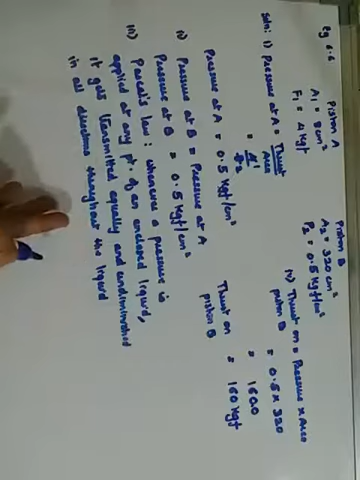 Pg 6.6
Piston A
A1 = 8 cm²
F1 = 4 kgf
Piston B
A2 = 320 cm²
P2 = 0.5 kgf/cm²
Soln: i) Pressure at A = Thrust
Area
= 4
8
Pressure at A = 0.5 kgf/cm²
ii) Pressure at B = Pressure at A
Pressure at B = 0.5 kgf/cm²
iii) Pascal's law: whenever a pressure is
applied at any pt. of an enclosed liquid,
it gets transmitted equally and undiminished
in all directions throughout the liquid
iv) Thrust on = Pressure x Area
piston B
= 0.5 x 320
= 160.0
Thrust on
piston B
= 160 kgf